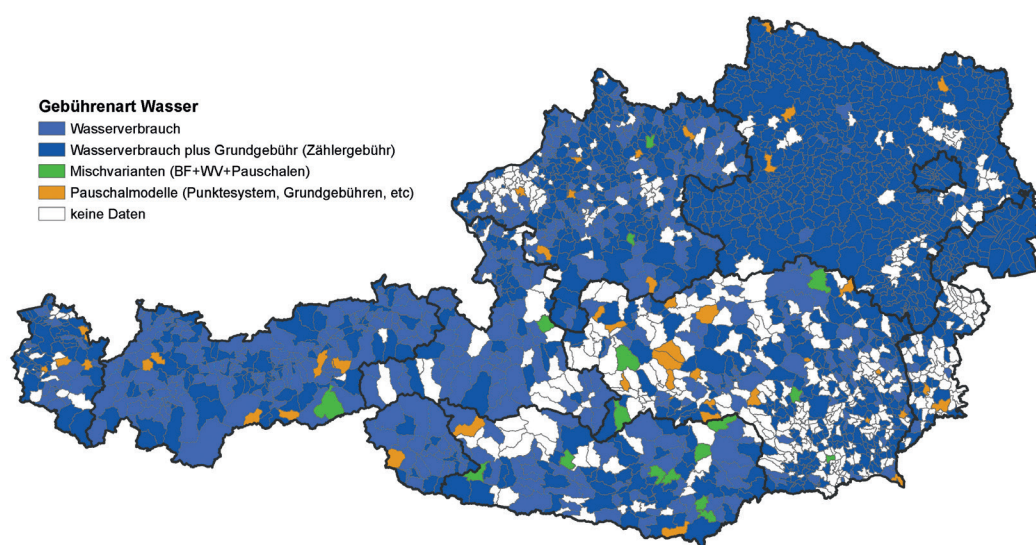 Gebührenart Wasser
Wasserverbrauch
Wasserverbrauch plus Grundgebühr (Zählergebühr)
Mischvarianten (BF+WV+Pauschalen)
Pauschalmodelle (Punktesystem, Grundgebühren, etc)
keine Daten